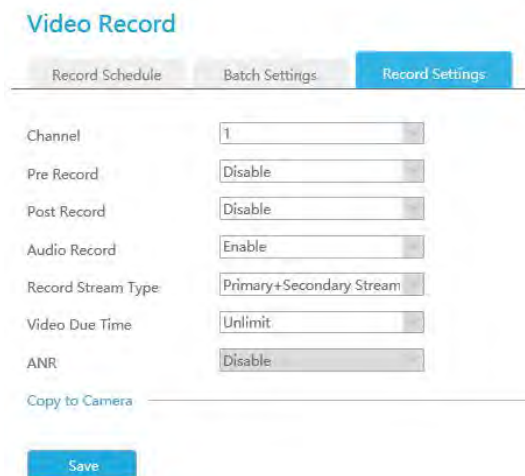 Video Record
Record Schedule Batch Settings Record Settings
Channel 1
Pre Record Disable
Post Record Disable
Audio Record Enable
Record Stream Type Primary+Secondary Stream
Video Due Time Unlimit
ANR Disable
Copy to Camera
Save